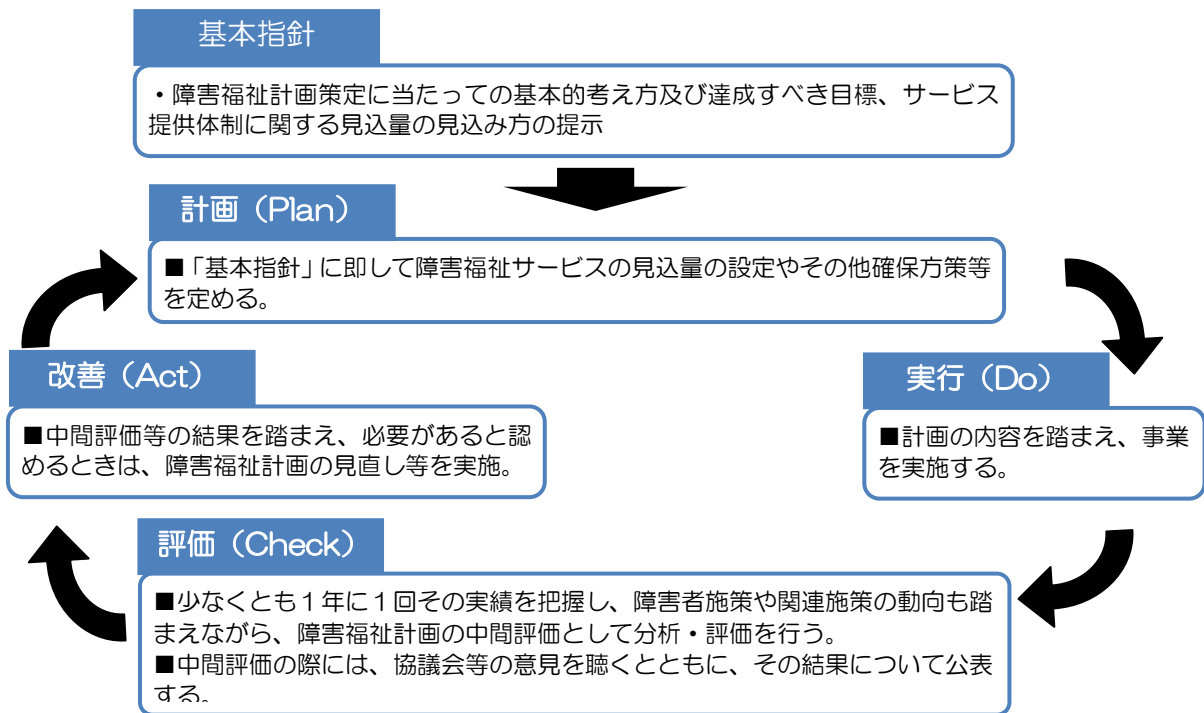 基本指針
・障害福祉計画策定に当たっての基本的考え方及び達成すべき目標、サービス
提供体制に関する見込量の見込み方の提示
計画（Plan）
■「基本指針」に即して障害福祉サービスの見込量の設定やその他確保方策等
を定める。
改善（Act）
■中間評価等の結果を踏まえ、必要があると認
めるときは、障害福祉計画の見直し等を実施。
実行（Do）
■計画の内容を踏まえ、事業
を実施する。
評価（Check）
■少なくとも１年に１回その実績を把握し、障害者施策や関連施策の動向も踏
まえながら、障害福祉計画の中間評価として分析・評価を行う。
■中間評価の際には、協議会等の意見を聴くとともに、その結果について公表
する。